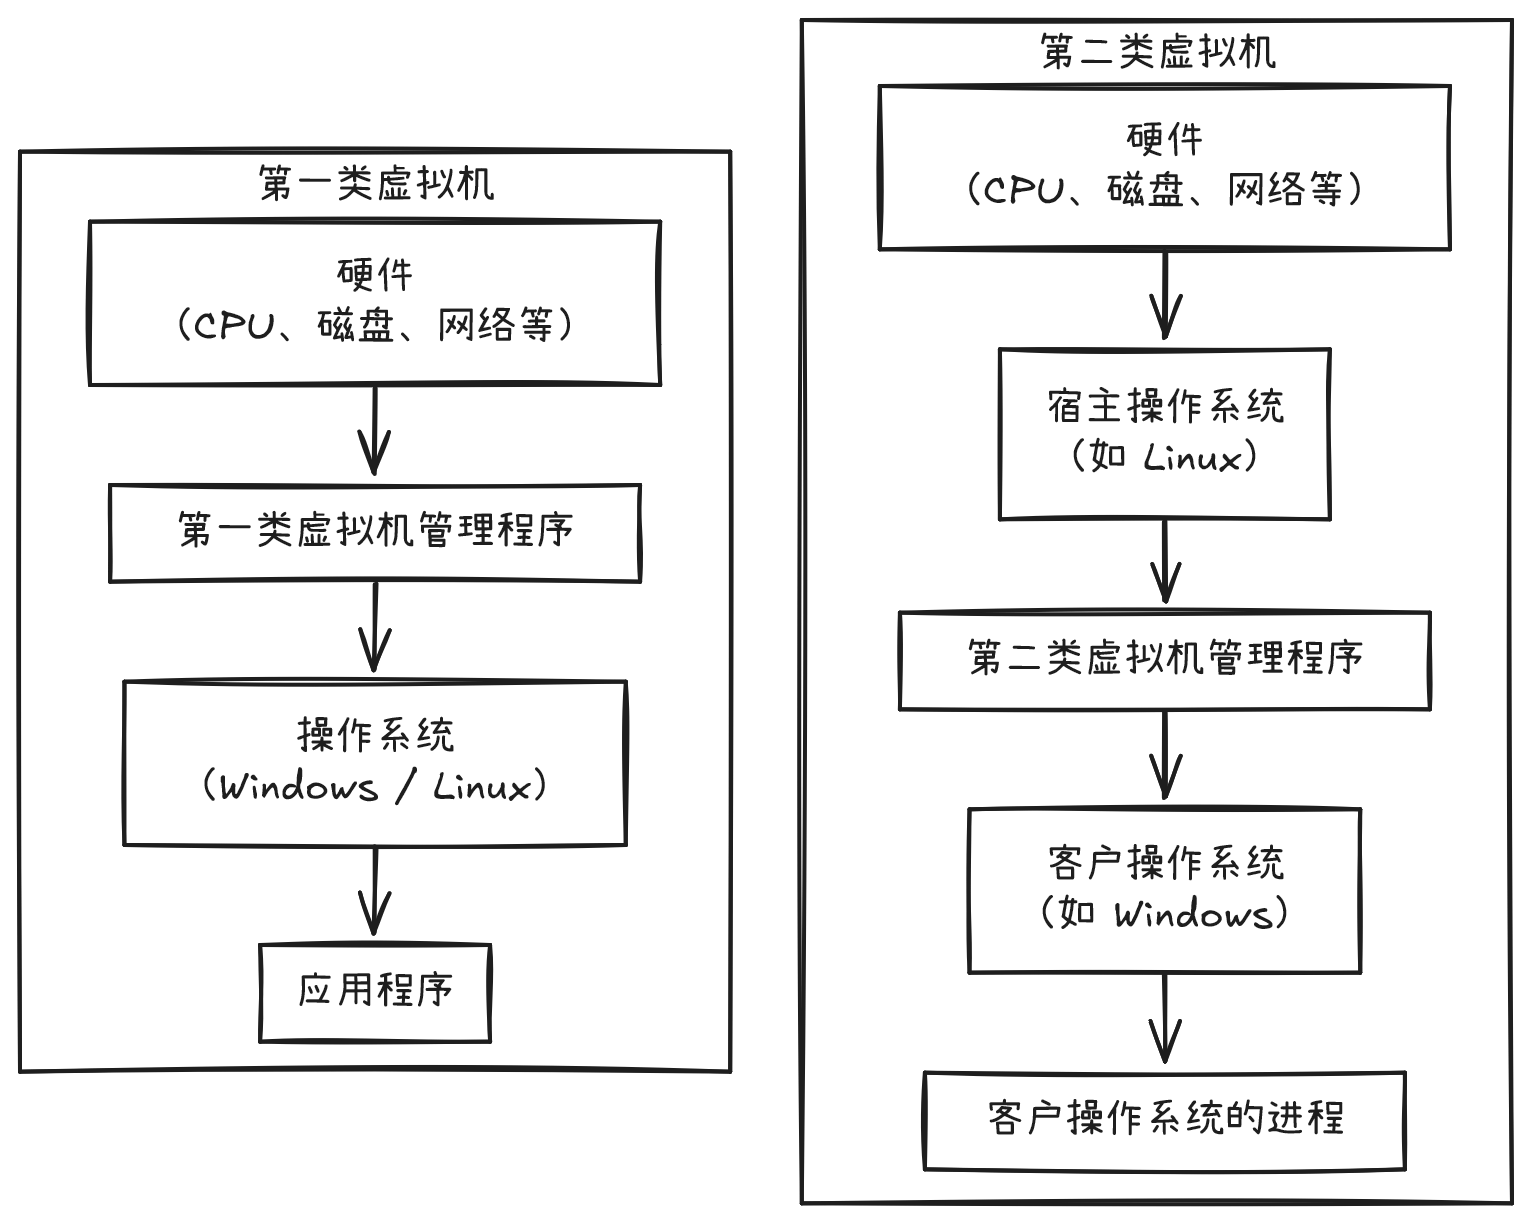 第一类虚拟机
硬件
（CPU、磁盘、网络等）
第一类虚拟机管理程序
操作系统
（Windows / Linux）
应用程序
第二类虚拟机
硬件
（CPU、磁盘、网络等）
宿主操作系统
（如 Linux）
第二类虚拟机管理程序
客户操作系统
（如 Windows）
客户操作系统的进程